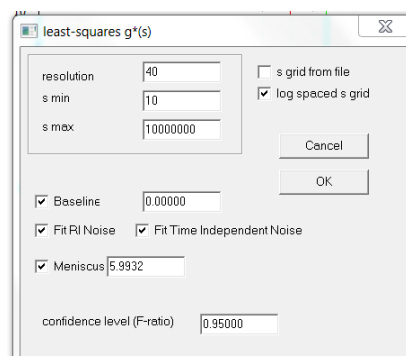 least-squares g*(s)
resolution 40
s min 10
s max 10000000
s grid from file
log spaced s grid
Cancel
OK
Baseline 0.00000
Fit RI Noise Fit Time Independent Noise
Meniscus 5.9932
confidence level (F-ratio) 0.95000